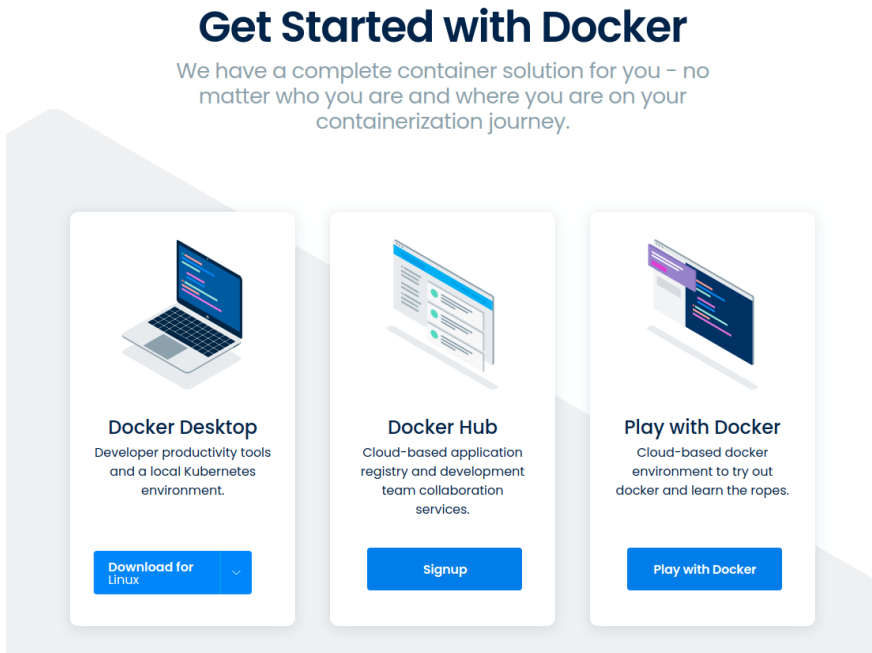 Get Started with Docker
We have a complete container solution for you - no
matter who you are and where you are on your
containerization journey.
Docker Desktop
Developer productivity tools
and a local Kubernetes
environment.
Download for
Linux
Docker Hub
Cloud-based application
registry and development
team collaboration
services.
Signup
Play with Docker
Cloud-based docker
environment to try out
docker and learn the ropes.
Play with Docker